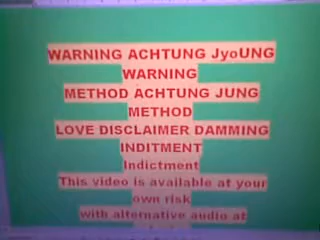 WARNING ACHTUNG JyoUNG
WARNING
METHOD ACHTUNG JUNG
METHOD
LOVE DISCLAIMER DAMMING
INDITMENT
Indictment
This video is available at your
own risk
with alternative audio at